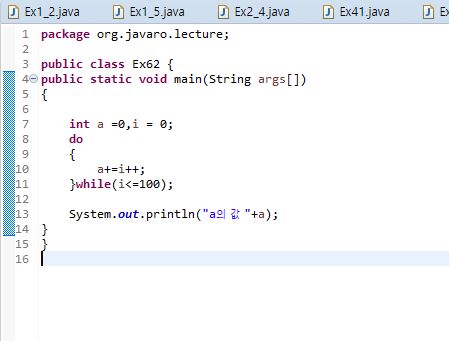 Ex1_2.java Ex1_5.java Ex2_4.java Ex41.java Ex
1 package org.javaro.lecture;
2
3 public class Ex62 {
4 public static void main(String args[])
5 {
6
7 int a =0,i = 0;
8 do
9 {
10 a+=i++;
11 }while(i<=100);
12
13 System.out.println("a의 값 "+a);
14 }
15 }
16